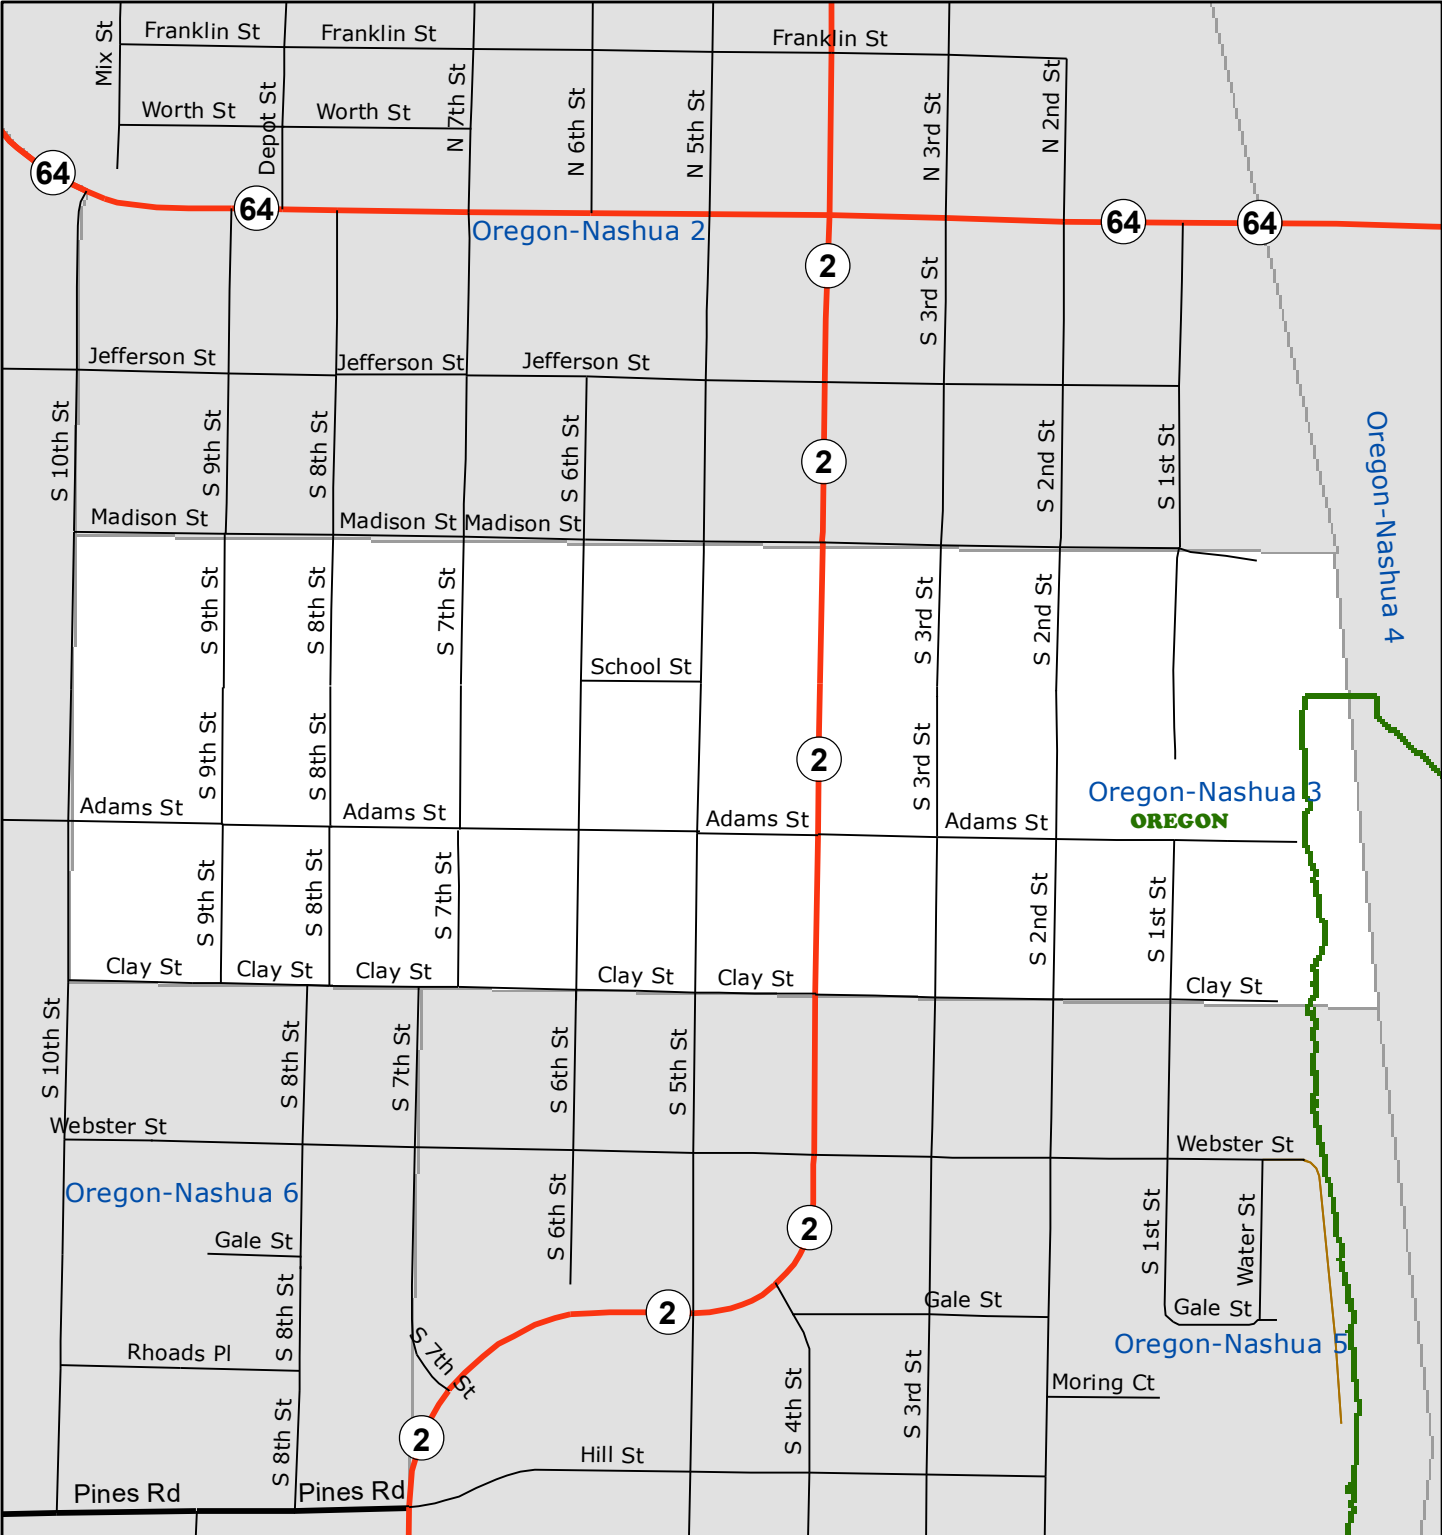 Mix St
Franklin St
Franklin St
Franklin St
Worth St
Depot St
Worth St
N 7th St
N 6th St
N 5th St
N 3rd St
N 2nd St
64
64
64
64
Oregon-Nashua 2
2
S 3rd St
Jefferson St
Jefferson St
Jefferson St
S 10th St
S 9th St
S 8th St
S 6th St
2
S 2nd St
S 1st St
Oregon-Nashua 4
Madison St
Madison St
Madison St
S 9th St
S 8th St
S 7th St
S 3rd St
S 2nd St
School St
S 9th St
S 8th St
2
S 3rd St
Oregon-Nashua 3
OREGON
Adams St
Adams St
Adams St
Adams St
S 9th St
S 8th St
S 7th St
S 2nd St
S 1st St
Clay St
Clay St
Clay St
Clay St
Clay St
Clay St
S 10th St
S 8th St
S 7th St
S 6th St
S 5th St
Webster St
Webster St
Oregon-Nashua 6
S 6th St
2
S 1st St
Water St
Gale St
S 8th St
2
Gale St
Gale St
Oregon-Nashua 5
Rhoads Pl
S 7th St
S 4th St
S 3rd St
Moring Ct
S 8th St
2
Hill St
Pines Rd
Pines Rd